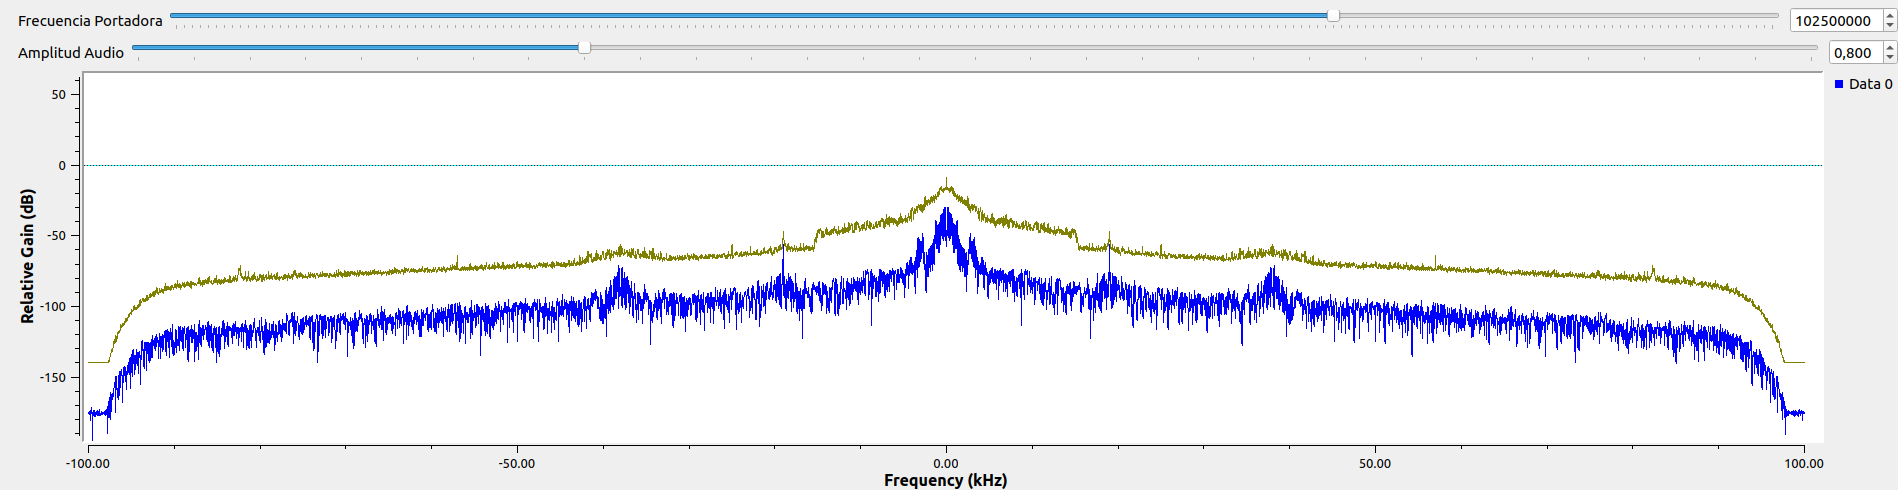 Frecuencia Portadora 102500000
Amplitud Audio 0,800
Data 0
Relative Gain (dB)
50
0
-50
-100
-150
-100.00 -50.00 0.00 50.00 100.00
Frequency (kHz)